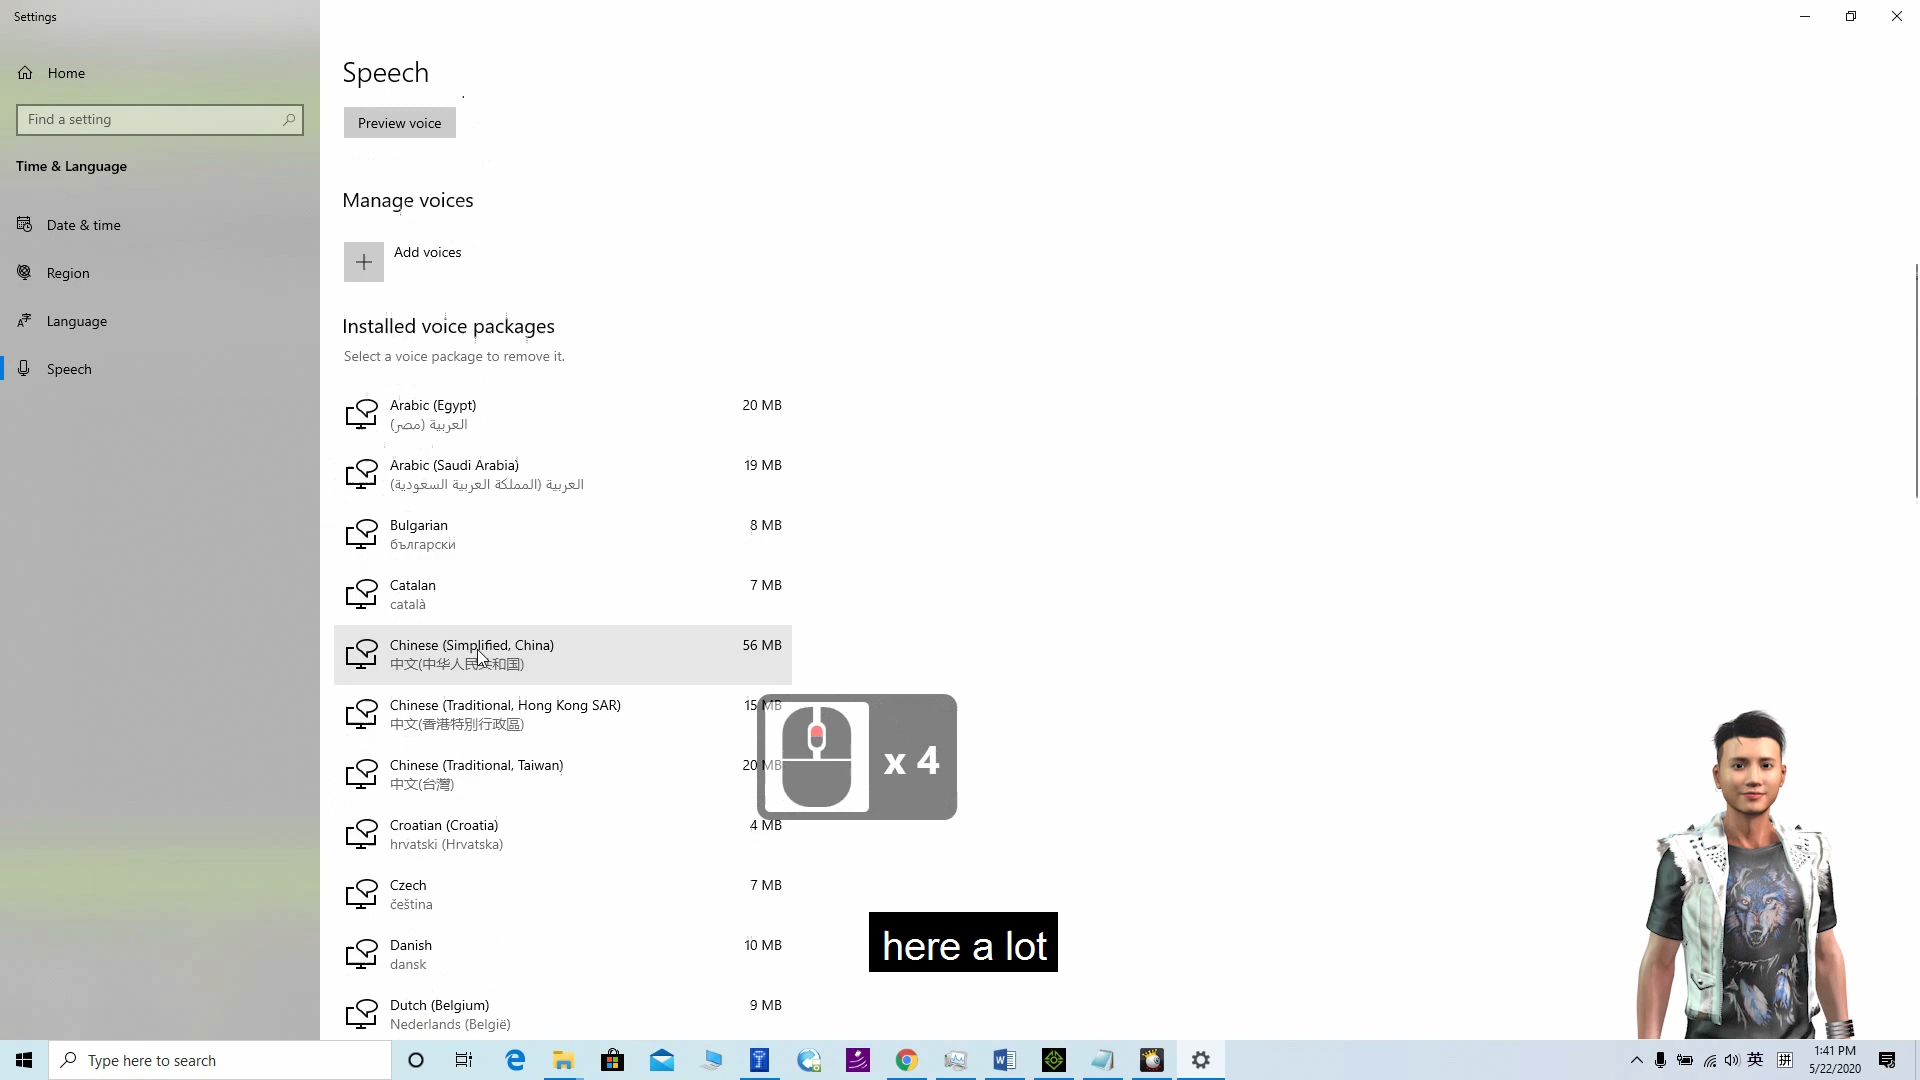 Settings
Home
Find a setting
Time & Language
Date & time
Region
Language
Speech
Speech
Preview voice
Manage voices
Add voices
Installed voice packages
Select a voice package to remove it.
Arabic (Egypt) 20 MB
العربية (مصر)
Arabic (Saudi Arabia) 19 MB
العربية (المملكة العربية السعودية)
Bulgarian 8 MB
български
Catalan 7 MB
català
Chinese (Simplified, China) 56 MB
中文(中华人民共和国)
Chinese (Traditional, Hong Kong SAR) 15 MB
中文(香港特別行政區)
Chinese (Traditional, Taiwan) 20 MB
中文(台灣)
x 4
Croatian (Croatia) 4 MB
hrvatski (Hrvatska)
Czech 7 MB
čeština
Danish 10 MB
dansk
here a lot
Dutch (Belgium) 9 MB
Nederlands (België)
Type here to search
英
拼
1:41 PM
5/22/2020